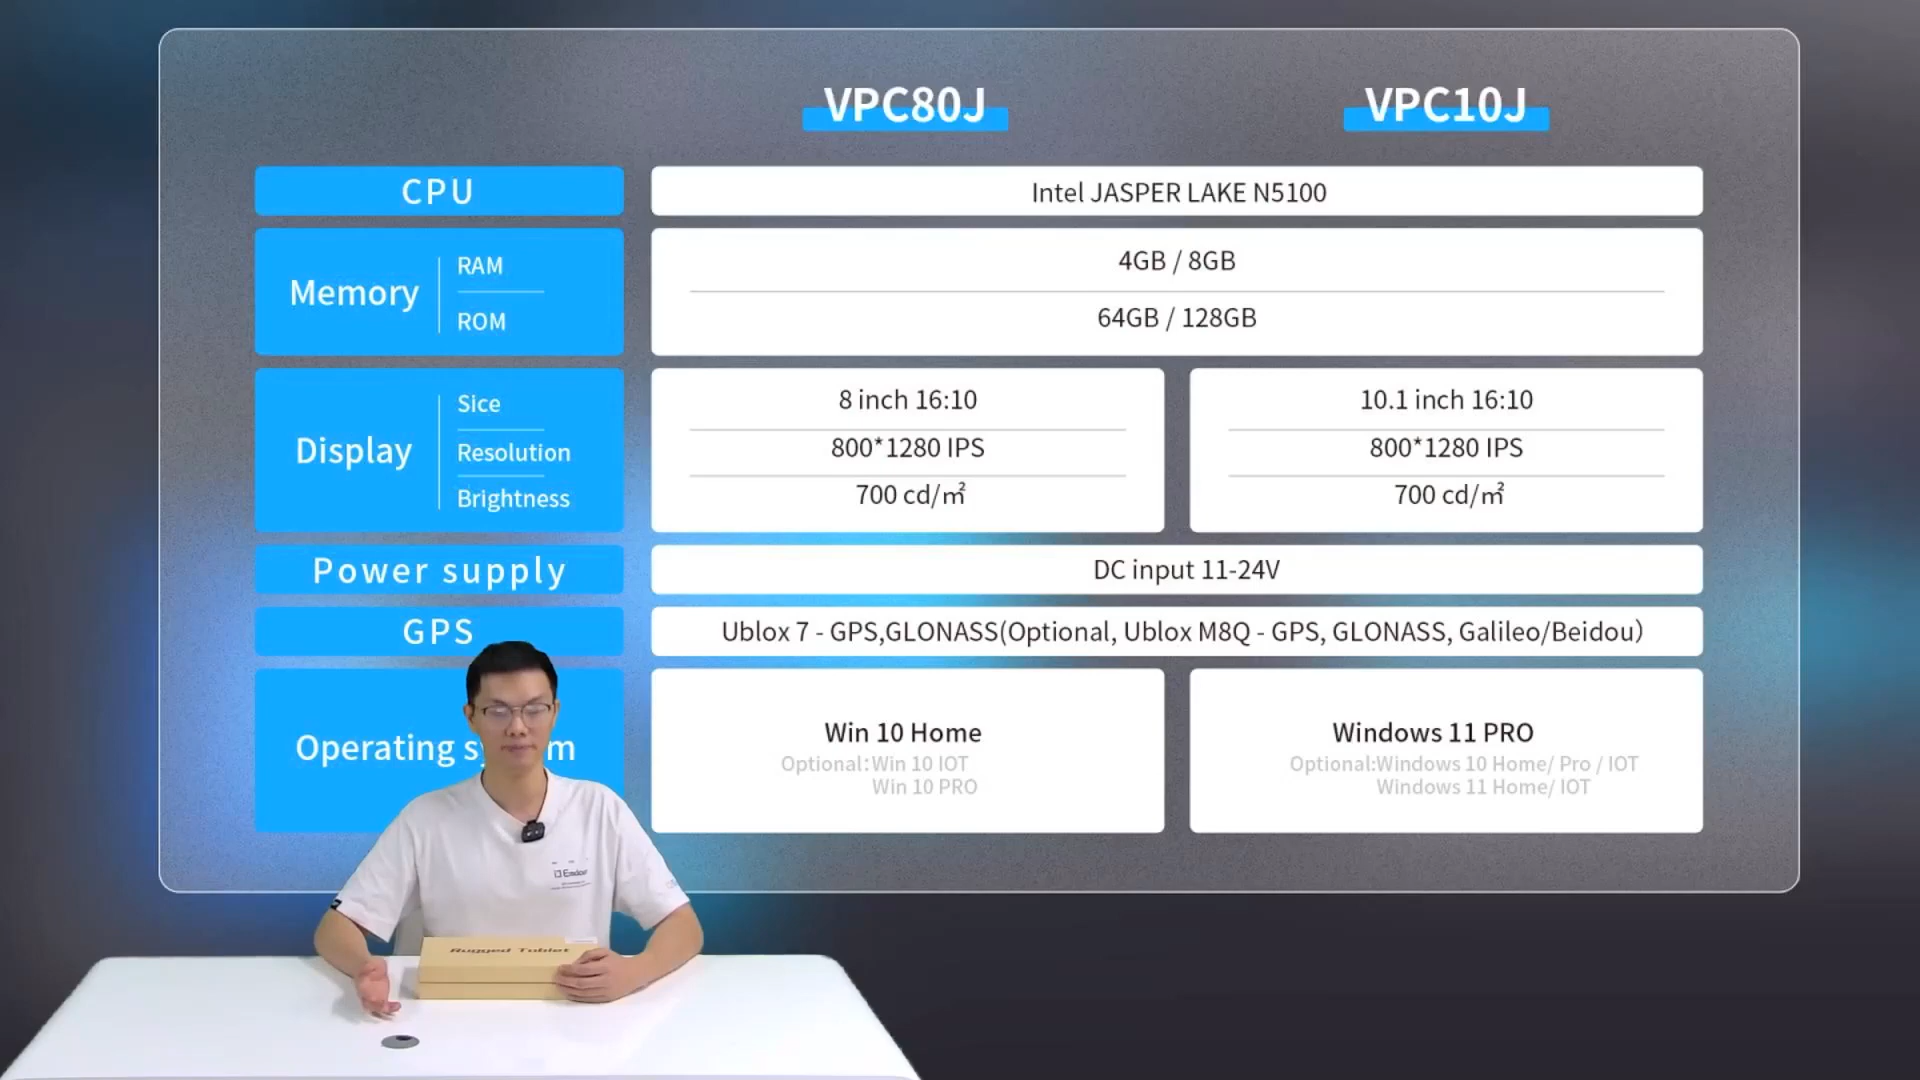 VPC80J
VPC10J
CPU
Intel JASPER LAKE N5100
Memory
RAM
ROM
4GB / 8GB
64GB / 128GB
Display
Sice
Resolution
Brightness
8 inch 16:10
800*1280 IPS
700 cd/㎡
10.1 inch 16:10
800*1280 IPS
700 cd/㎡
Power supply
DC input 11-24V
GPS
Ublox 7 - GPS,GLONASS(Optional, Ublox M8Q - GPS, GLONASS, Galileo/Beidou）
Operating
Win 10 Home
Optional：Win 10 IOT
Win 10 PRO
Windows 11 PRO
Optional:Windows 10 Home/ Pro / IOT
Windows 11 Home/ IOT
Rugged Tablet